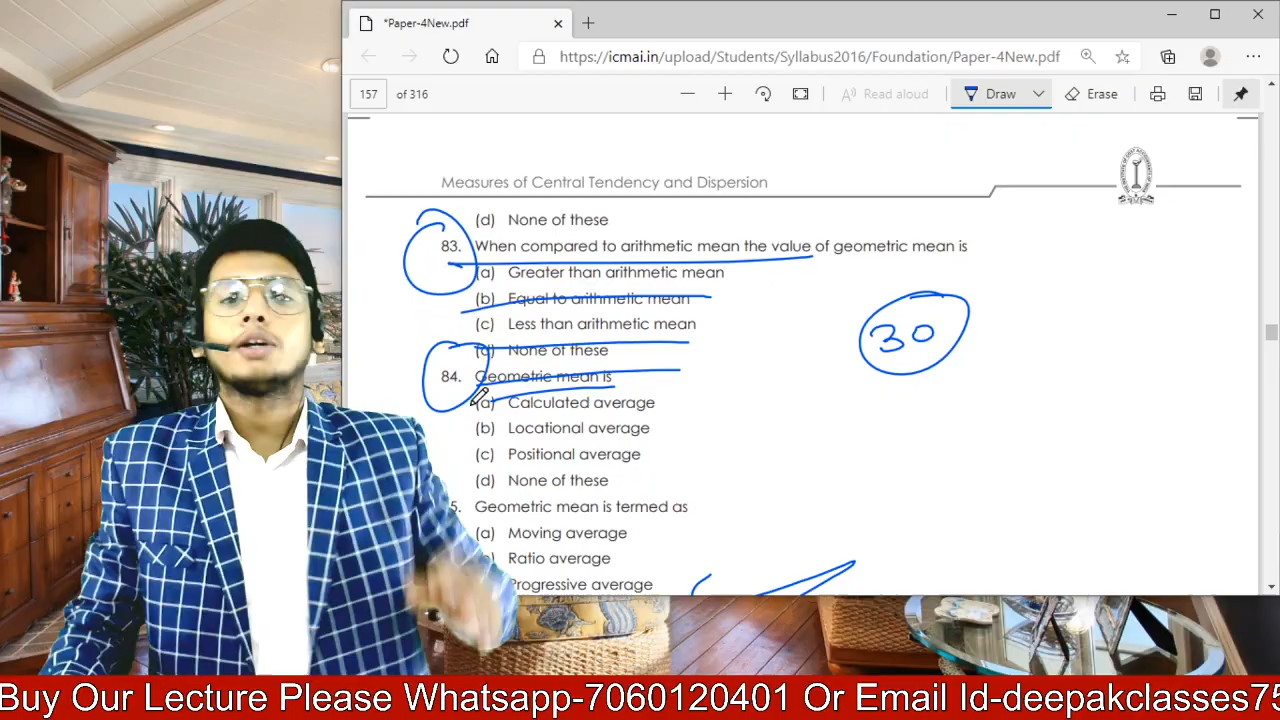 *Paper-4New.pdf
https://icmai.in/upload/Students/Syllabus2016/Foundation/Paper-4New.pdf
157 of 316
Read aloud
Draw
Erase
Measures of Central Tendency and Dispersion
(d) None of these
83. When compared to arithmetic mean the value of geometric mean is
(a) Greater than arithmetic mean
(b) Equal to arithmetic mean
(c) Less than arithmetic mean
(d) None of these
30
84. Geometric mean is
(a) Calculated average
(b) Locational average
(c) Positional average
(d) None of these
5. Geometric mean is termed as
(a) Moving average
Ratio average
Progressive average
Buy Our Lecture Please Whatsapp-7060120401 Or Email Id-deepakclasses75